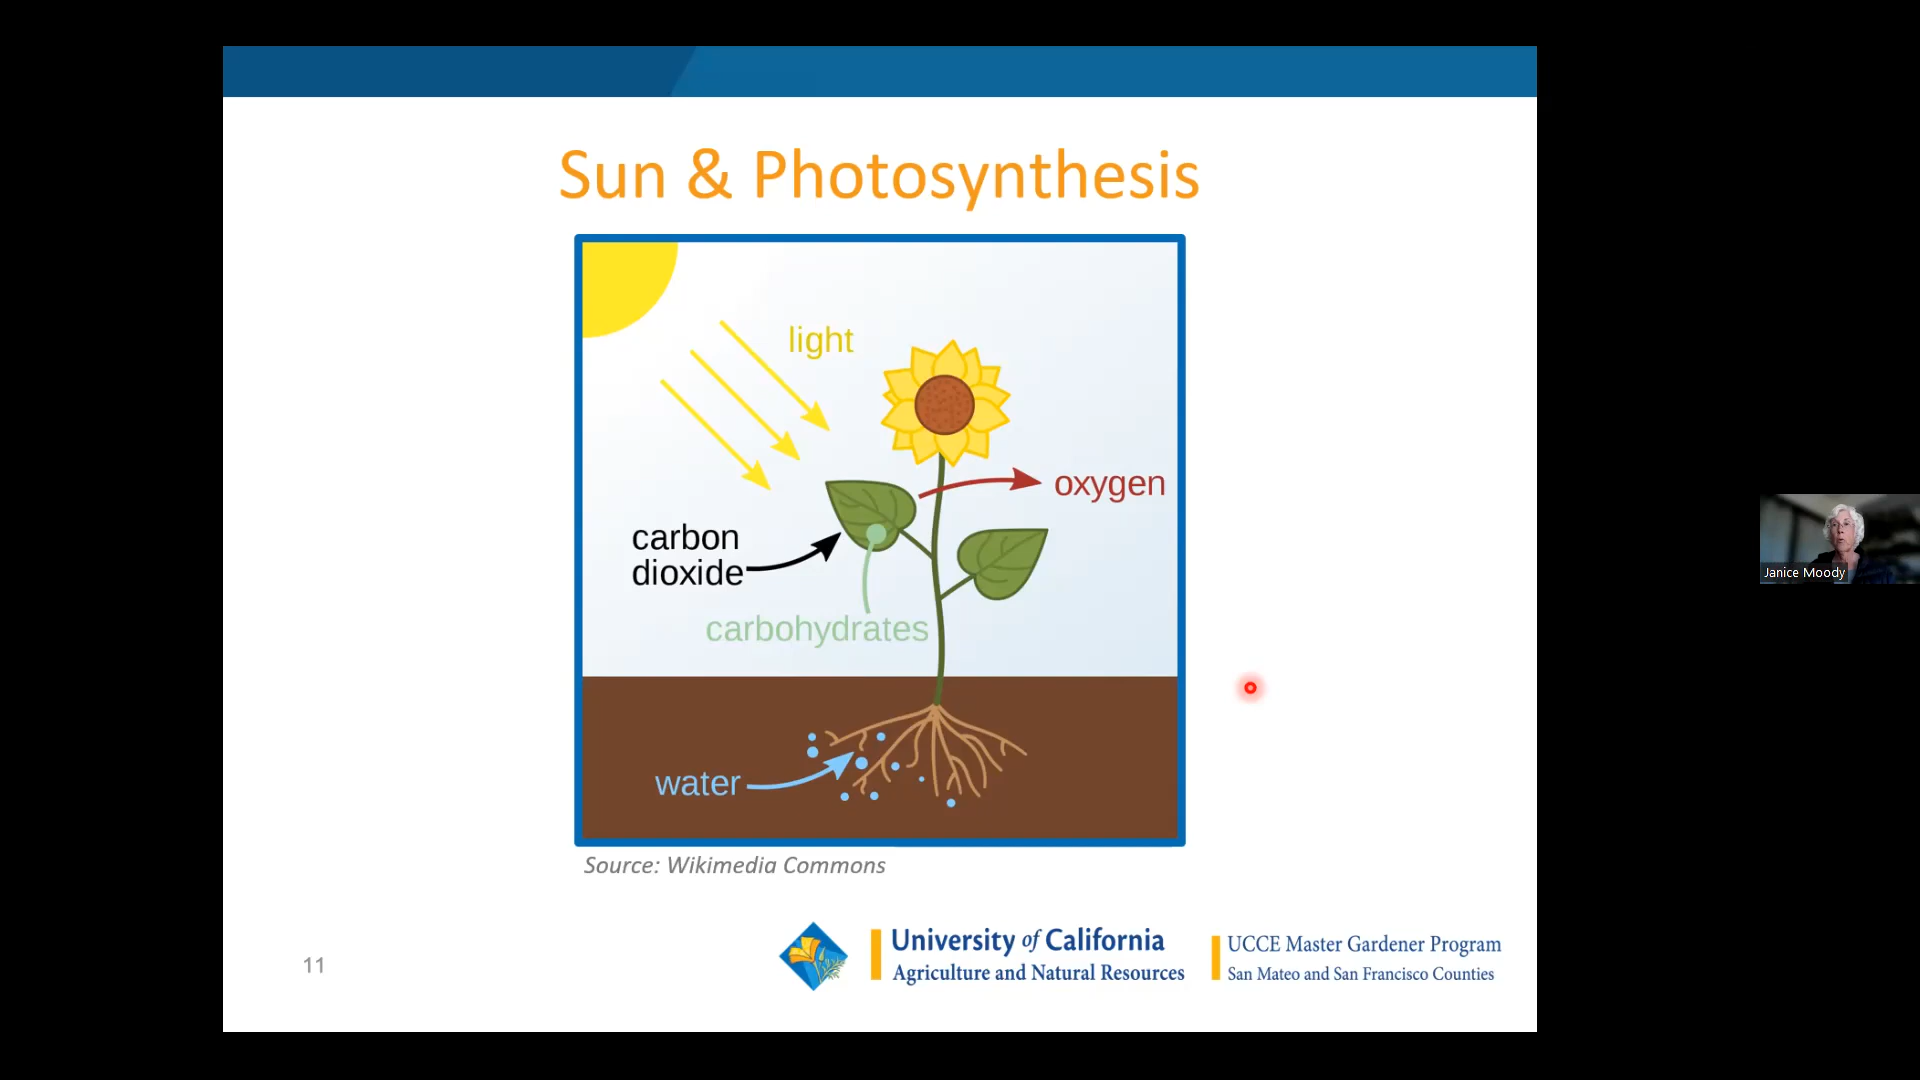 Sun & Photosynthesis
light
oxygen
carbon
dioxide
carbohydrates
water
Source: Wikimedia Commons
Janice Moody
11
University of California
Agriculture and Natural Resources
UCCE Master Gardener Program
San Mateo and San Francisco Counties